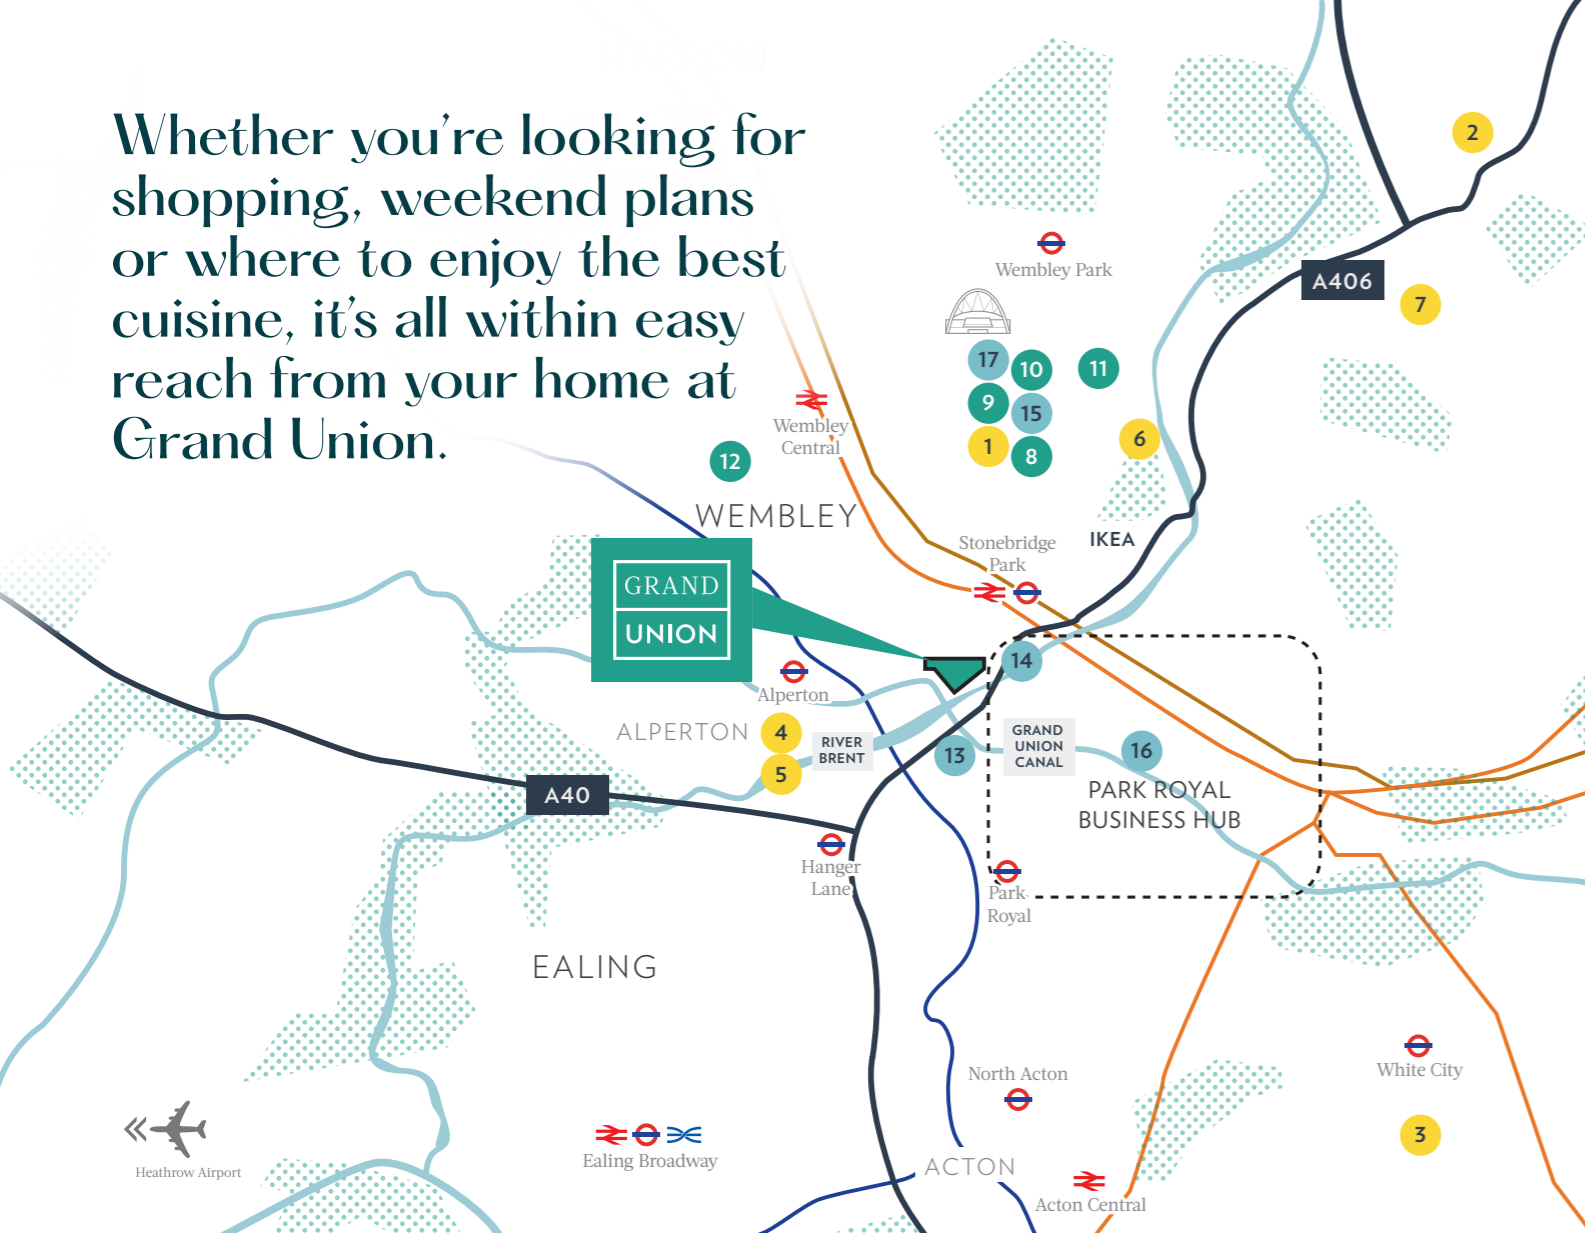 Whether you're looking for
shopping, weekend plans
or where to enjoy the best
cuisine, it's all within easy
reach from your home at
Grand Union.
2
Wembley Park
A406
7
17
10
11
9
15
1
8
6
Wembley
Central
12
WEMBLEY
Stonebridge
Park
IKEA
GRAND
UNION
14
Alperton
ALPERTON
4
5
RIVER
BRENT
13
GRAND
UNION
CANAL
16
PARK ROYAL
BUSINESS HUB
A40
Hanger
Lane
Park
Royal
EALING
North Acton
White City
3
Heathrow Airport
Ealing Broadway
ACTON
Acton Central